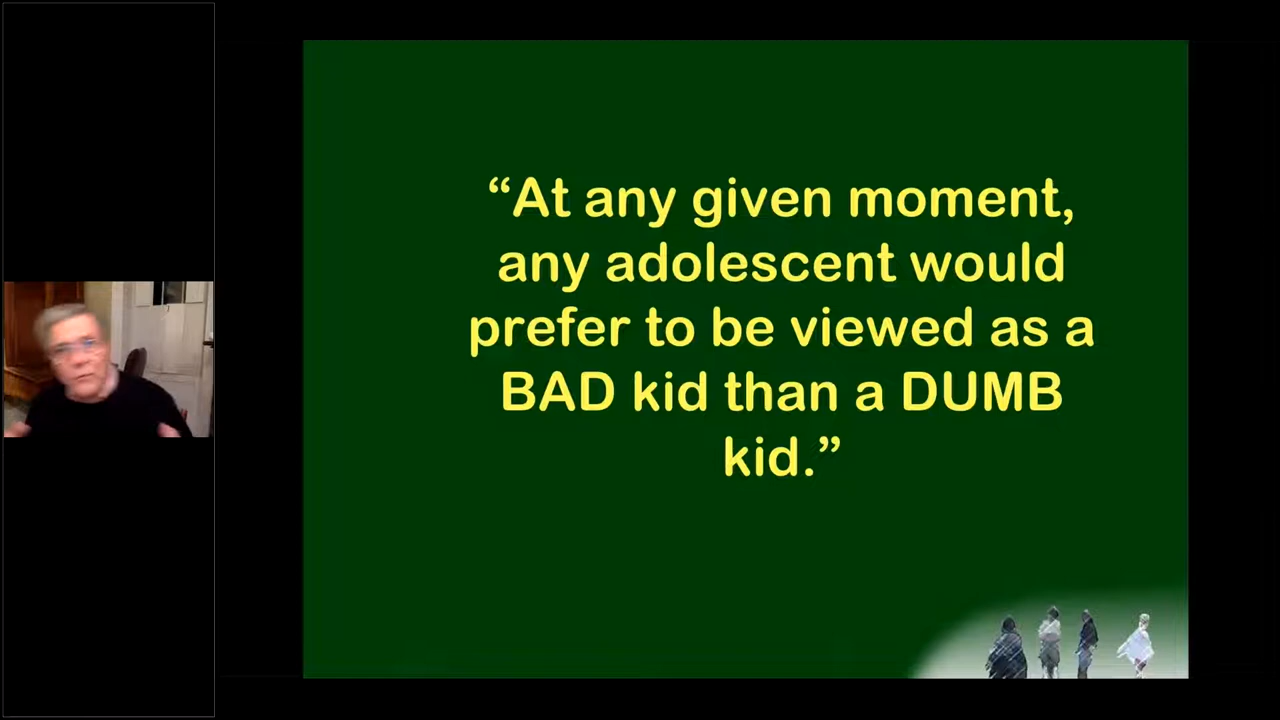 “At any given moment,
any adolescent would
prefer to be viewed as a
BAD kid than a DUMB
kid.”